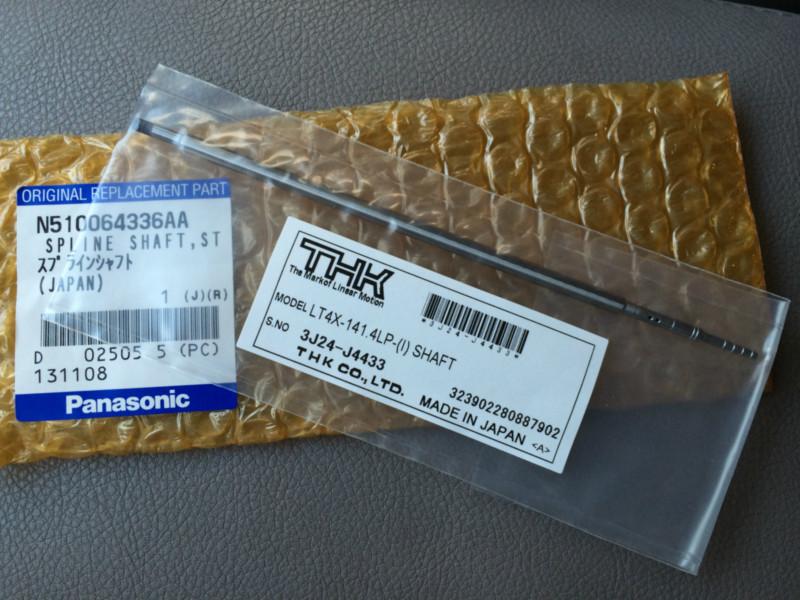 ORIGINAL REPLACEMENT PART
N510064336AA
SPLINE SHAFT,ST
スプラインシャフト
(JAPAN)
1 (J)(R)
D 02505 5 (PC)
131108
Panasonic
THK
The Mark of Linear Motion
MODEL LT4X-141.4LP-(I) SHAFT
S.NO 3J24-J4433
*3J24-J4433*
THK CO., LTD.
323902280887902
MADE IN JAPAN <A>